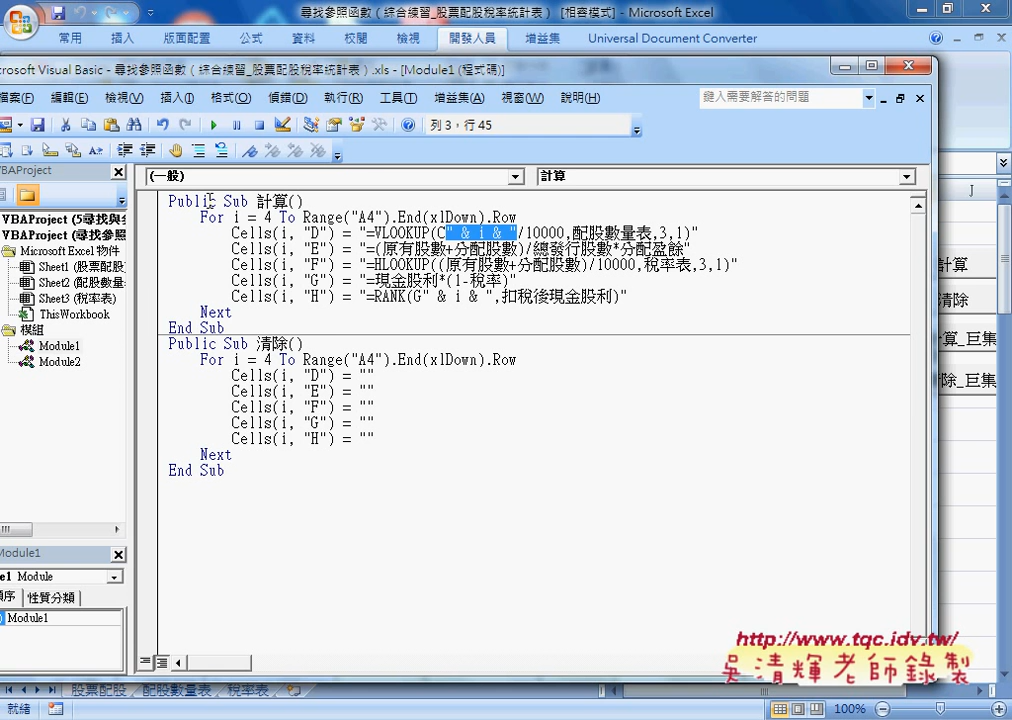 尋找參照函數（綜合練習_股票配股稅率統計表） [相容模式] - Microsoft Excel
常用 插入 版面配置 公式 資料 校閱 檢視 開發人員 增益集 Universal Document Converter
rosoft Visual Basic - 尋找參照函數（綜合練習_股票配股稅率統計表）.xls - [Module1 (程式碼)]
檔案(F) 編輯(E) 檢視(V) 插入(I) 格式(O) 偵錯(D) 執行(R) 工具(T) 增益集(A) 視窗(W) 說明(H) 鍵入需要解答的問題
列 3，行 45
VBAProject
(一般) 計算
VBAProject (5尋找與
VBAProject (尋找參照
Microsoft Excel 物件
Sheet1 (股票配股
Sheet2 (配股數量
Sheet3 (稅率表)
ThisWorkbook
模組
Module1
Module2
Public Sub 計算()
For i = 4 To Range("A4").End(xlDown).Row
Cells(i, "D") = "=VLOOKUP(C" & i & "/10000,配股數量表,3,1)"
Cells(i, "E") = "=(原有股數+分配股數)/總發行股數*分配盈餘"
Cells(i, "F") = "=HLOOKUP((原有股數+分配股數)/10000,稅率表,3,1)"
Cells(i, "G") = "=現金股利*(1-稅率)"
Cells(i, "H") = "=RANK(G" & i & ",扣稅後現金股利)"
Next
End Sub
Public Sub 清除()
For i = 4 To Range("A4").End(xlDown).Row
Cells(i, "D") = ""
Cells(i, "E") = ""
Cells(i, "F") = ""
Cells(i, "G") = ""
Cells(i, "H") = ""
Next
End Sub
Module1
e1 Module
順序 性質分類
Module1
J
計算
清除
算_巨集
除_巨集
http://www.tqc.idv.tw/
吳清輝老師錄製
股票配股 配股數量表 稅率表
就緒 100%